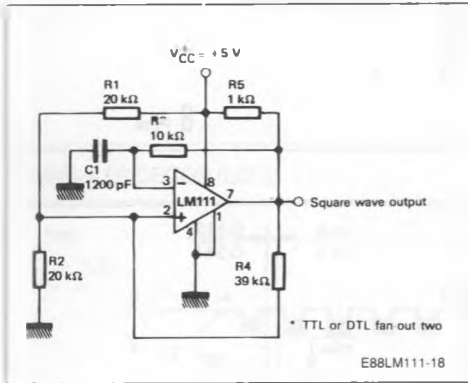 V+CC = +5 V
R1
20 kΩ
R5
1 kΩ
10 kΩ
C1
1200 pF
3
−
8
LM111
7
2
+
4
1
Square wave output
R2
20 kΩ
R4
39 kΩ
* TTL or DTL fan out two
E88LM111-18